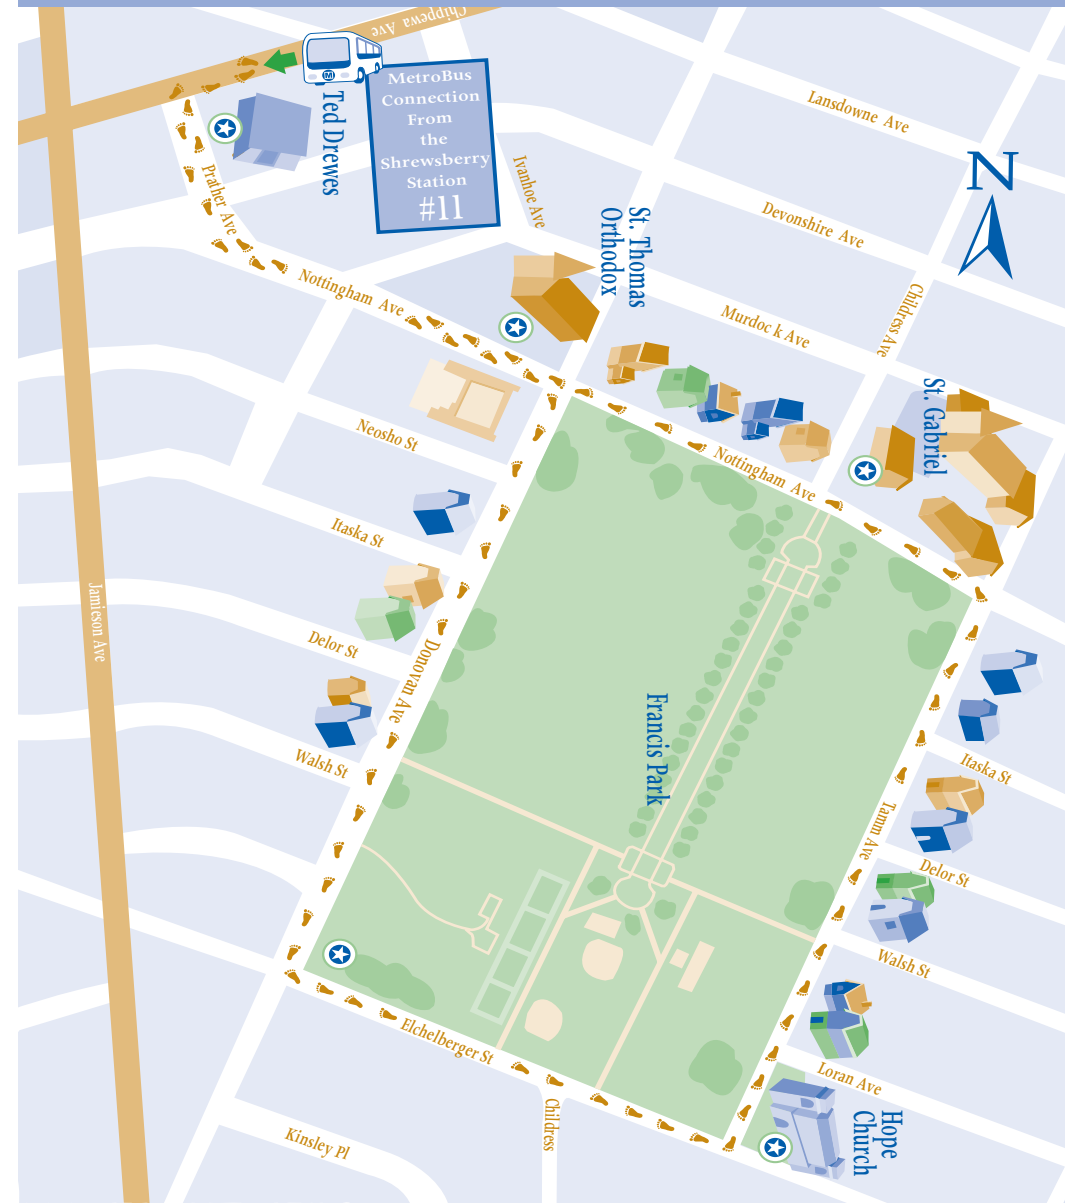 Chippewa Ave
MetroBus
Connection
From
the
Shrewsberry
Station
#11
Ted Drewes
Prather Ave
Ivanhoe Ave
Lansdowne Ave
N
Devonshire Ave
St. Thomas
Orthodox
Nottingham Ave
Murdoc k Ave
Childress Ave
St. Gabriel
Neosho St
Nottingham Ave
Itaska St
Jamieson Ave
Delor St
Donovan Ave
Francis Park
Walsh St
Itaska St
Tamm Ave
Delor St
Walsh St
Elchelberger St
Loran Ave
Childress
Hope
Church
Kinsley Pl
M